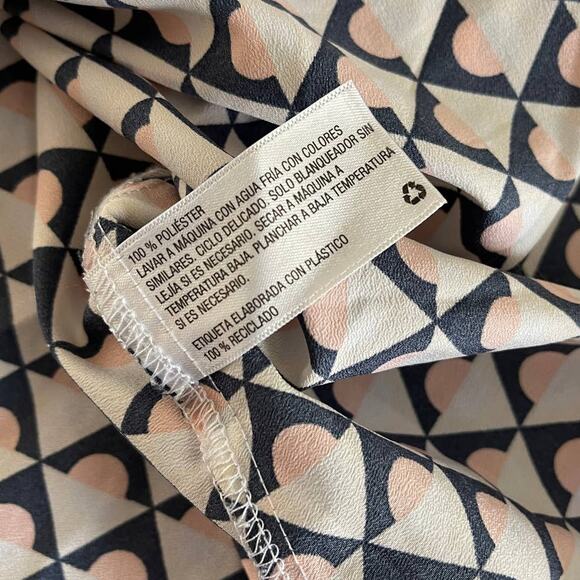 100 % POLIÉSTER
LAVAR A MÁQUINA CON AGUA FRÍA CON COLORES
SIMILARES. CICLO DELICADO. SOLO BLANQUEADOR SIN
LEJÍA SI ES NECESARIO. SECAR A MÁQUINA A
TEMPERATURA BAJA. PLANCHAR A BAJA TEMPERATURA
SI ES NECESARIO.
ETIQUETA ELABORADA CON PLÁSTICO
100 % RECICLADO